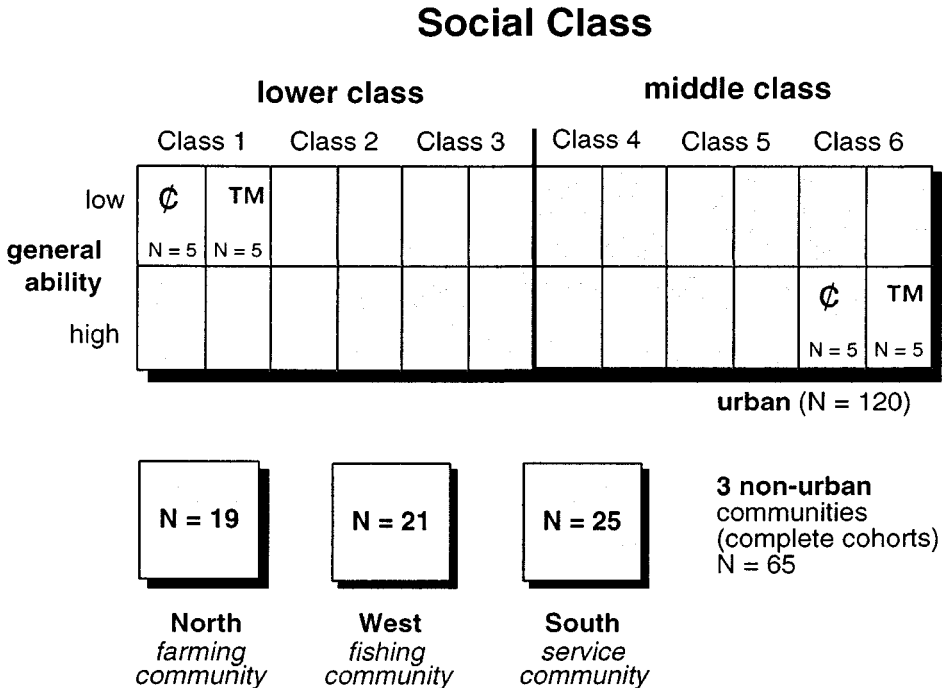 Social Class
lower class
middle class
Class 1 Class 2 Class 3 Class 4 Class 5 Class 6
low
₵ TM
N = 5 N = 5
general
ability
high
₵ TM
N = 5 N = 5
urban (N = 120)
N = 19
N = 21
N = 25
3 non-urban
communities
(complete cohorts)
N = 65
North
farming
community
West
fishing
community
South
service
community